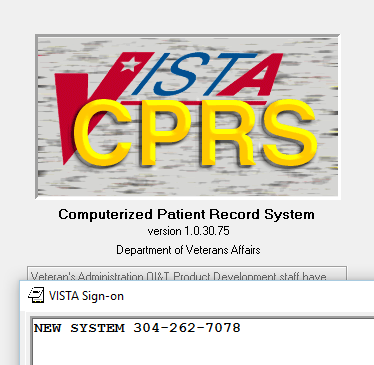 VISTA
CPRS
Computerized Patient Record System
version 1.0.30.75
Department of Veterans Affairs
Veteran's Administration OI&T Product Development staff have
VISTA Sign-on
NEW SYSTEM 304-262-7078